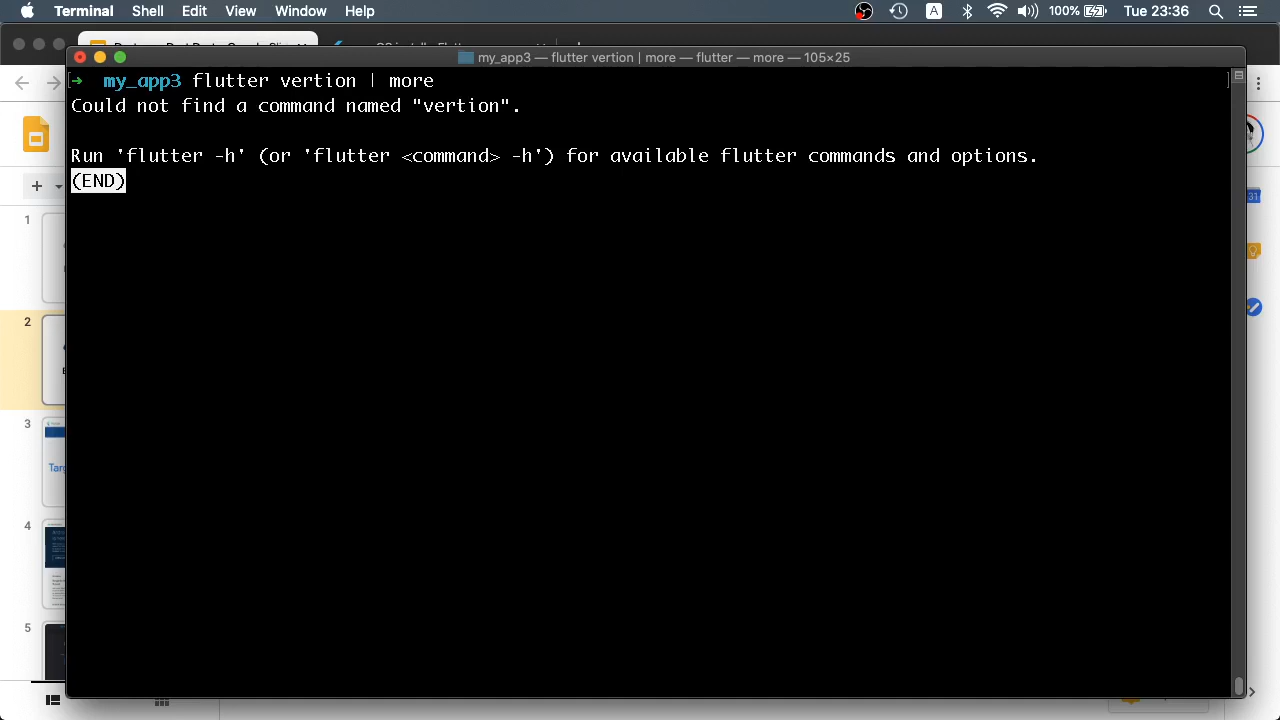 Terminal Shell Edit View Window Help A 100% Tue 23:36
my_app3 — flutter vertion | more — flutter — more — 105×25
➜ my_app3 flutter vertion | more
Could not find a command named "vertion".
Run 'flutter -h' (or 'flutter <command> -h') for available flutter commands and options.
(END)
31
1
2
3
Targ
4
5